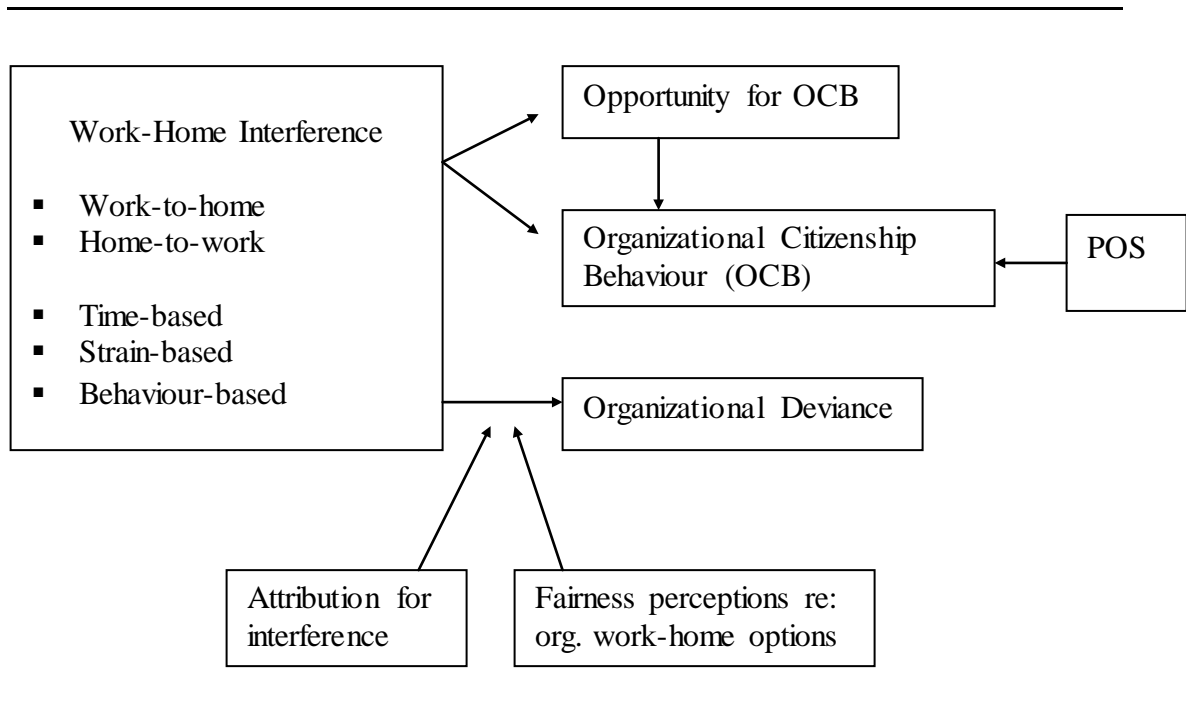 Work-Home Interference
▪ Work-to-home
▪ Home-to-work
▪ Time-based
▪ Strain-based
▪ Behaviour-based
Opportunity for OCB
Organizational Citizenship
Behaviour (OCB)
POS
Organizational Deviance
Attribution for
interference
Fairness perceptions re:
org. work-home options